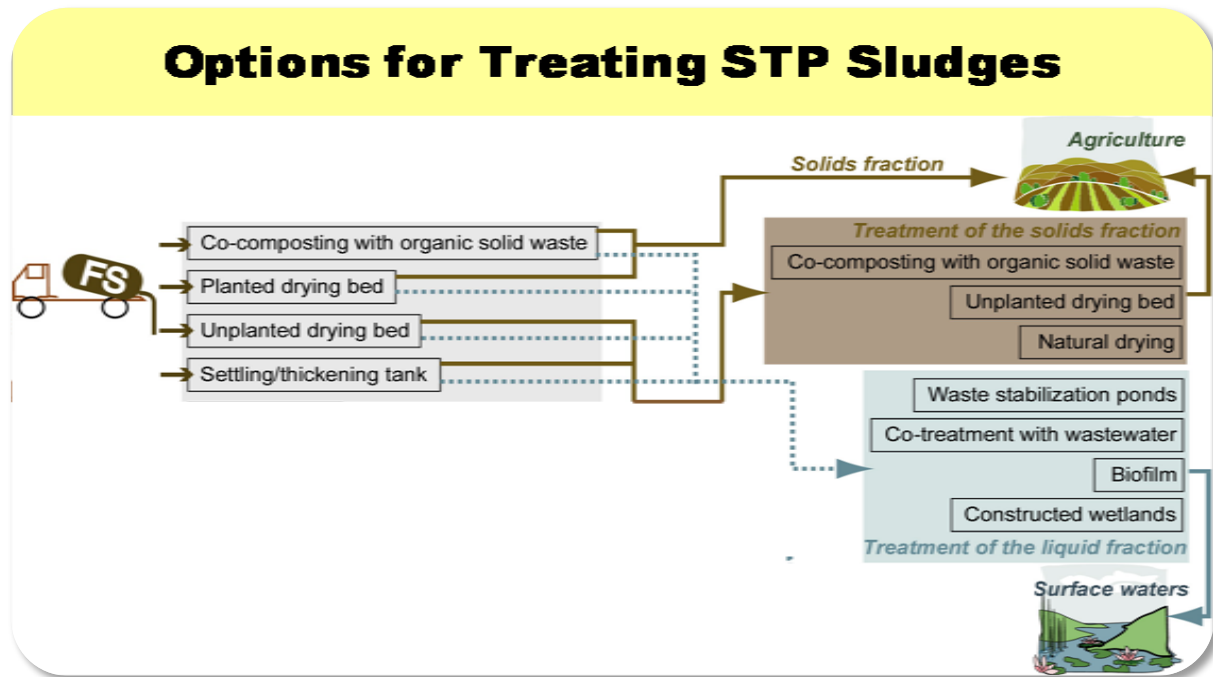 Options for Treating STP Sludges
Agriculture
Solids fraction
FS
Co-composting with organic solid waste
Planted drying bed
Unplanted drying bed
Settling/thickening tank
Treatment of the solids fraction
Co-composting with organic solid waste
Unplanted drying bed
Natural drying
Waste stabilization ponds
Co-treatment with wastewater
Biofilm
Constructed wetlands
Treatment of the liquid fraction
Surface waters